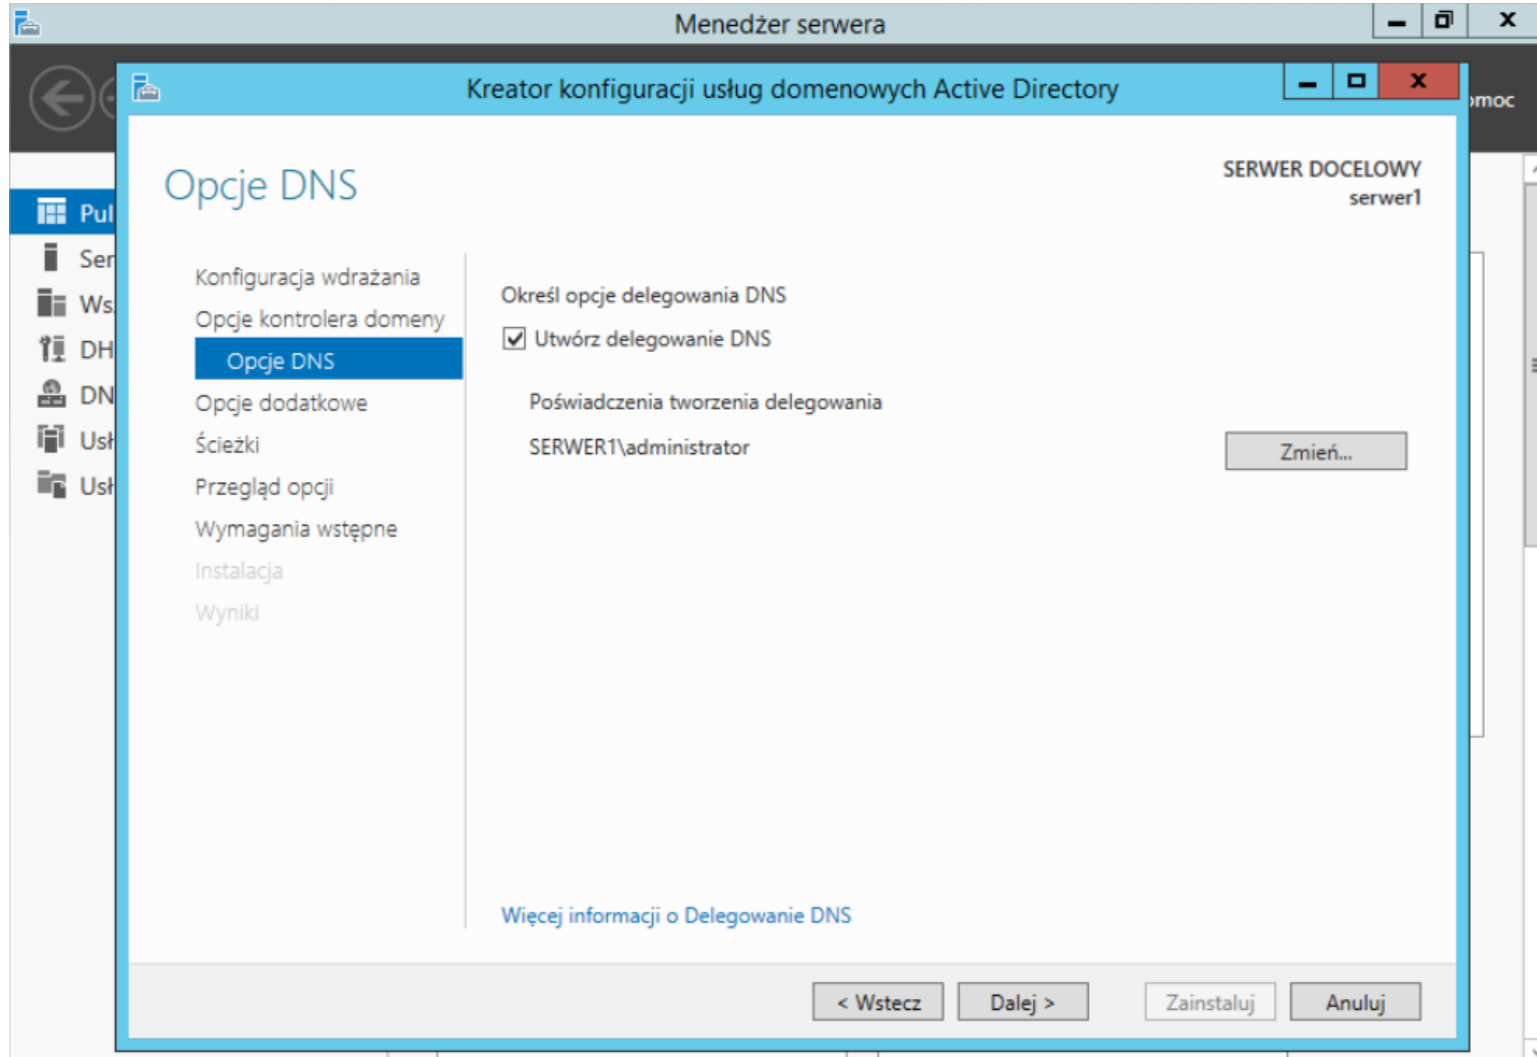 Menedżer serwera
Kreator konfiguracji usług domenowych Active Directory
Opcje DNS
SERWER DOCELOWY
serwer1
Konfiguracja wdrażania
Opcje kontrolera domeny
Opcje DNS
Opcje dodatkowe
Ścieżki
Przegląd opcji
Wymagania wstępne
Instalacja
Wyniki
Określ opcje delegowania DNS
Utwórz delegowanie DNS
Poświadczenia tworzenia delegowania
SERWER1\administrator
Zmień...
Więcej informacji o Delegowanie DNS
< Wstecz
Dalej >
Zainstaluj
Anuluj